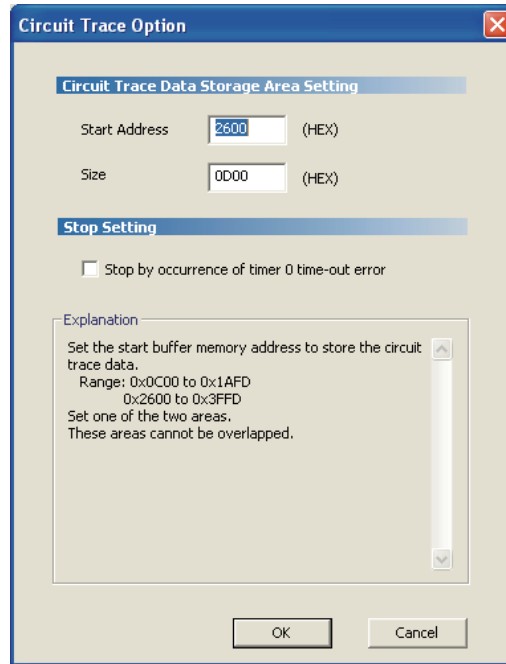 Circuit Trace Option
Circuit Trace Data Storage Area Setting
Start Address 2600 (HEX)
Size 0D00 (HEX)
Stop Setting
Stop by occurrence of timer 0 time-out error
Explanation
Set the start buffer memory address to store the circuit
trace data.
Range: 0x0C00 to 0x1AFD
0x2600 to 0x3FFD
Set one of the two areas.
These areas cannot be overlapped.
OK Cancel